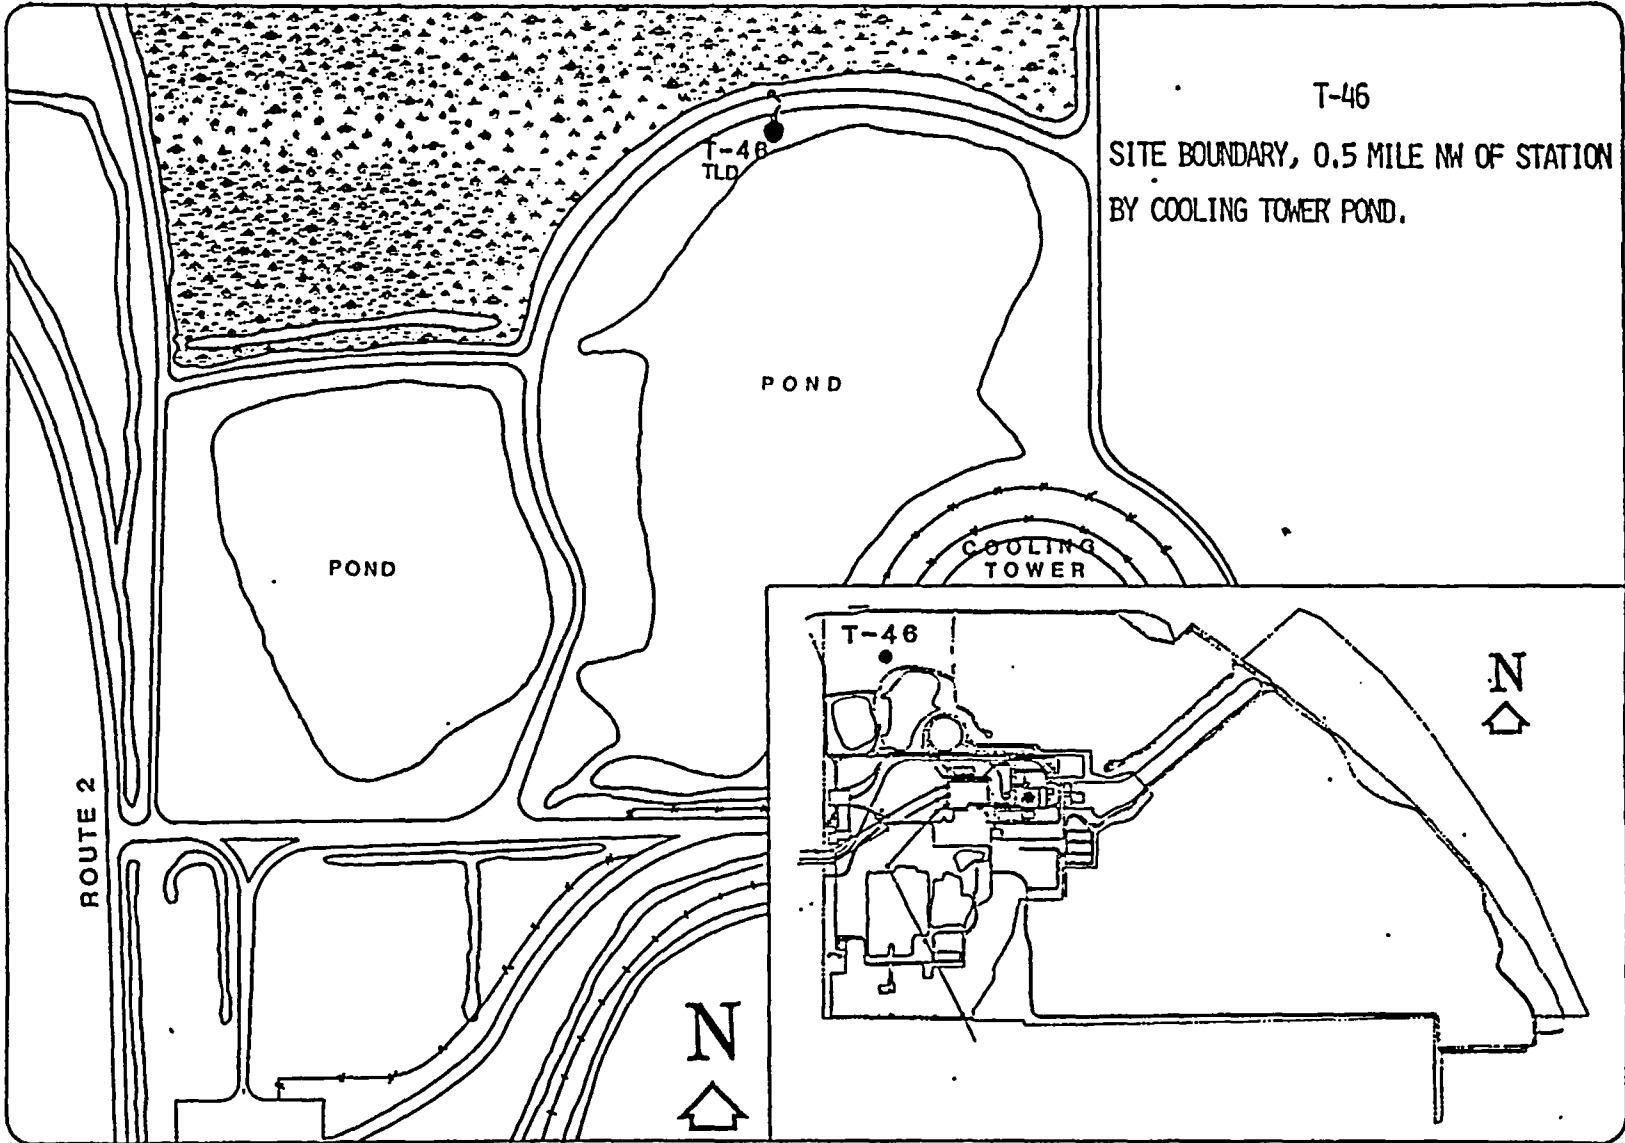 T-46
SITE BOUNDARY, 0.5 MILE NW OF STATION
BY COOLING TOWER POND.
T-46
TLD
POND
POND
COOLING
TOWER
ROUTE 2
N
T-46
N